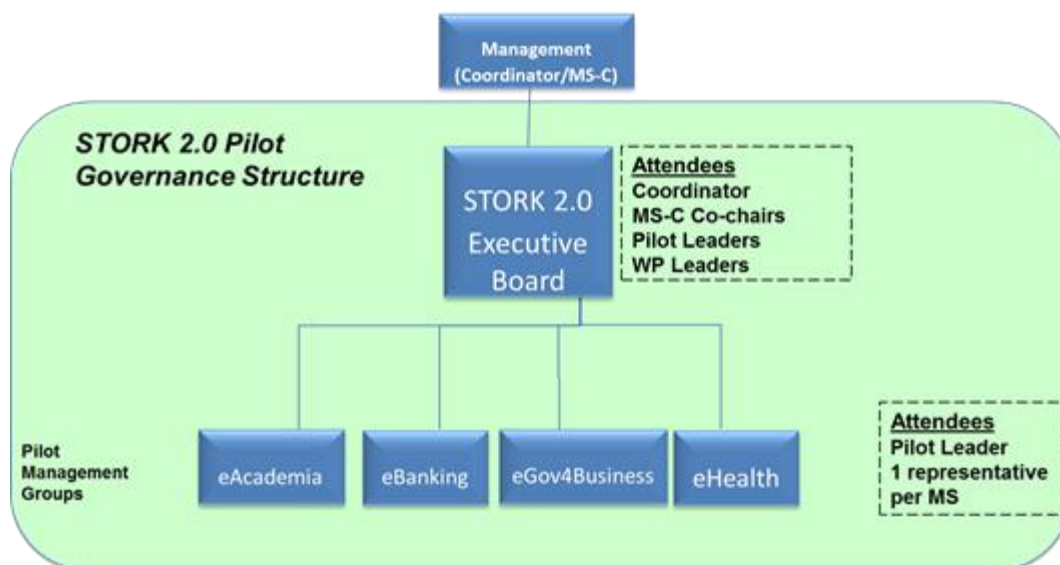 Management
(Coordinator/MS-C)
STORK 2.0 Pilot
Governance Structure
STORK 2.0
Executive
Board
Attendees
Coordinator
MS-C Co-chairs
Pilot Leaders
WP Leaders
Pilot
Management
Groups
eAcademia
eBanking
eGov4Business
eHealth
Attendees
Pilot Leader
1 representative
per MS